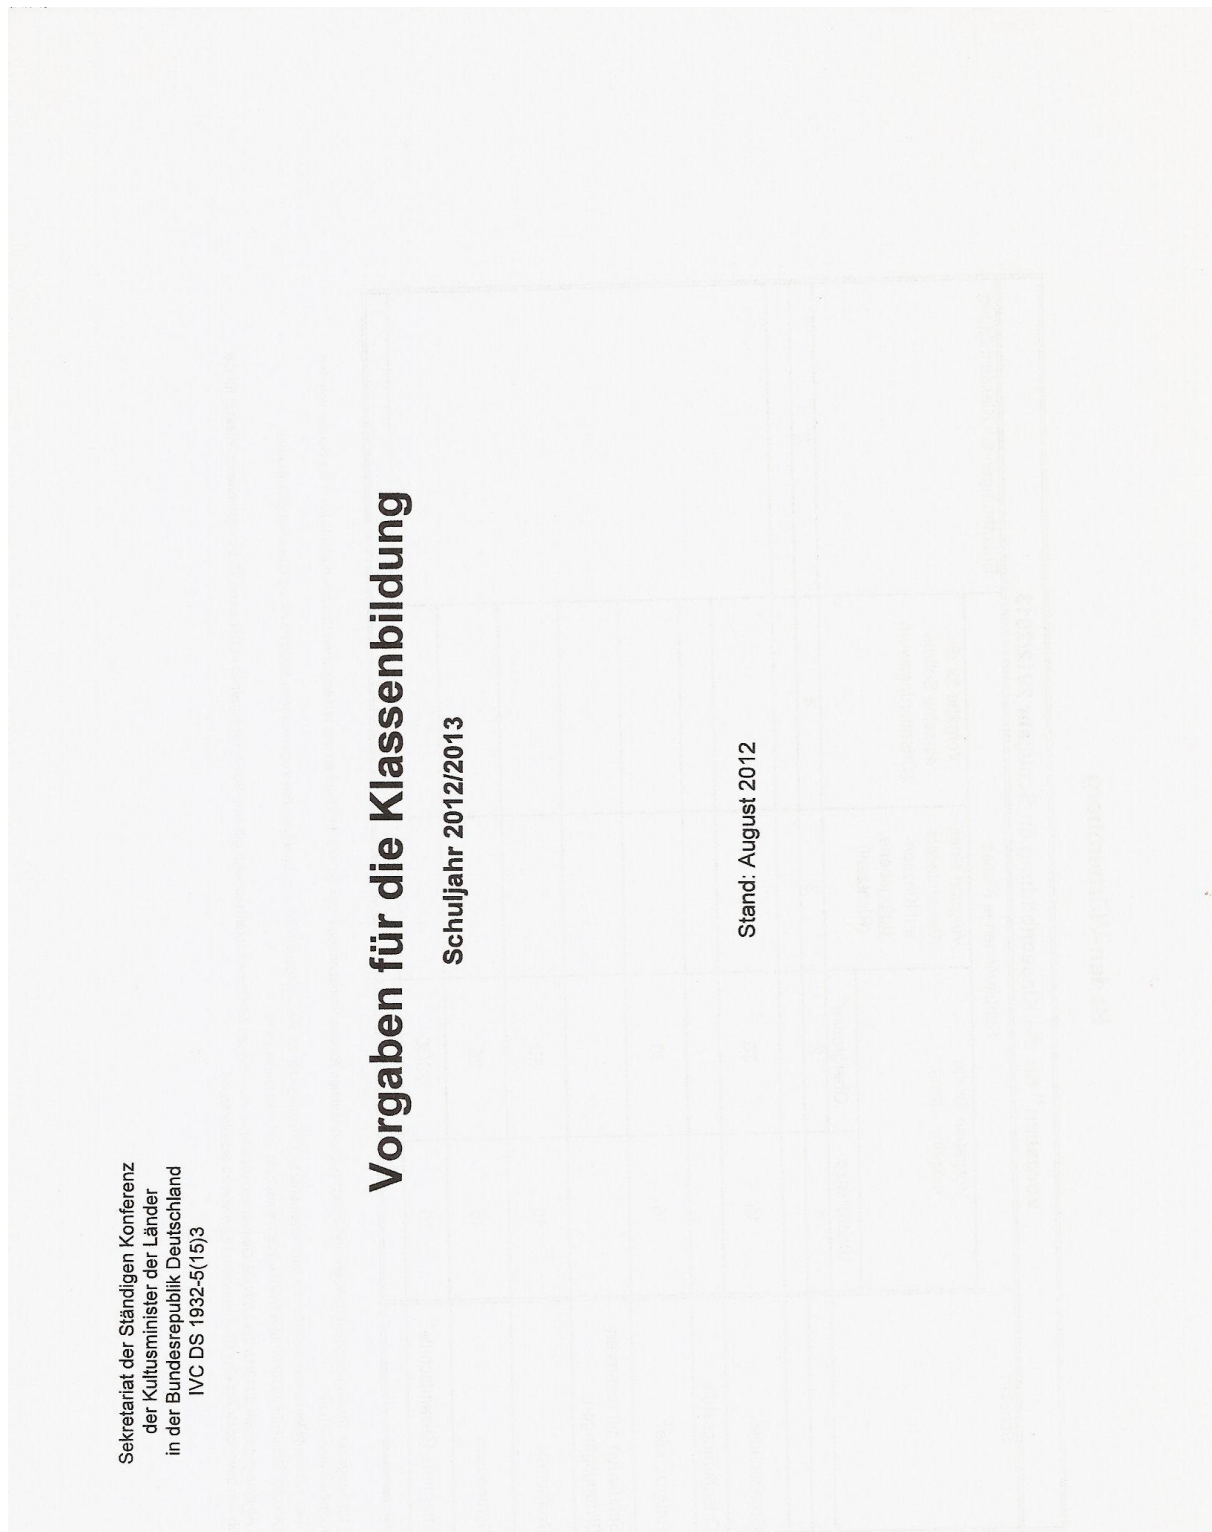 Sekretariat der Ständigen Konferenz
der Kultusminister der Länder
in der Bundesrepublik Deutschland
IVC DS 1932-5(15)3
Vorgaben für die Klassenbildung
Schuljahr 2012/2013
Stand: August 2012